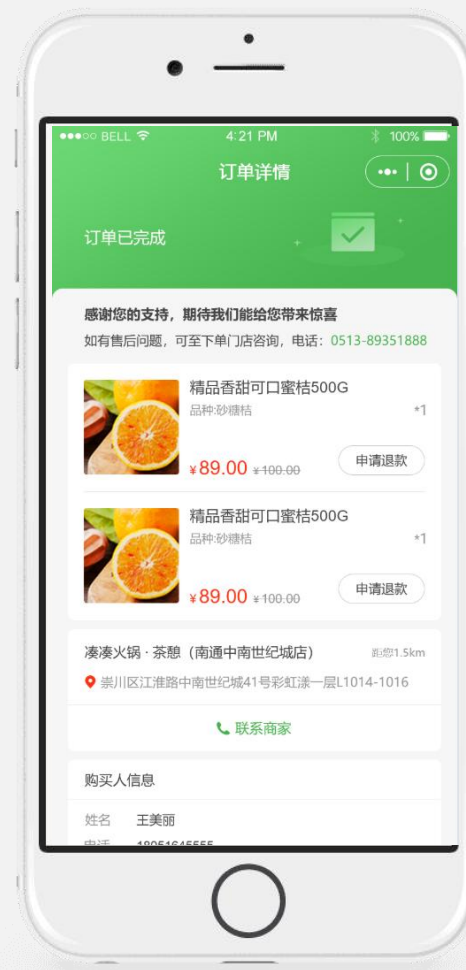 BELL 4:21 PM 100%
订单详情
订单已完成
感谢您的支持，期待我们能给您带来惊喜
如有售后问题，可至下单门店咨询，电话：0513-89351888
精品香甜可口蜜桔500G
品种:砂糖桔 *1
¥89.00 ¥100.00 申请退款
精品香甜可口蜜桔500G
品种:砂糖桔 *1
¥89.00 ¥100.00 申请退款
凑凑火锅·茶憩（南通中南世纪城店） 距您1.5km
崇川区江淮路中南世纪城41号彩虹漾一层L1014-1016
联系商家
购买人信息
姓名 王美丽
电话 18051645555